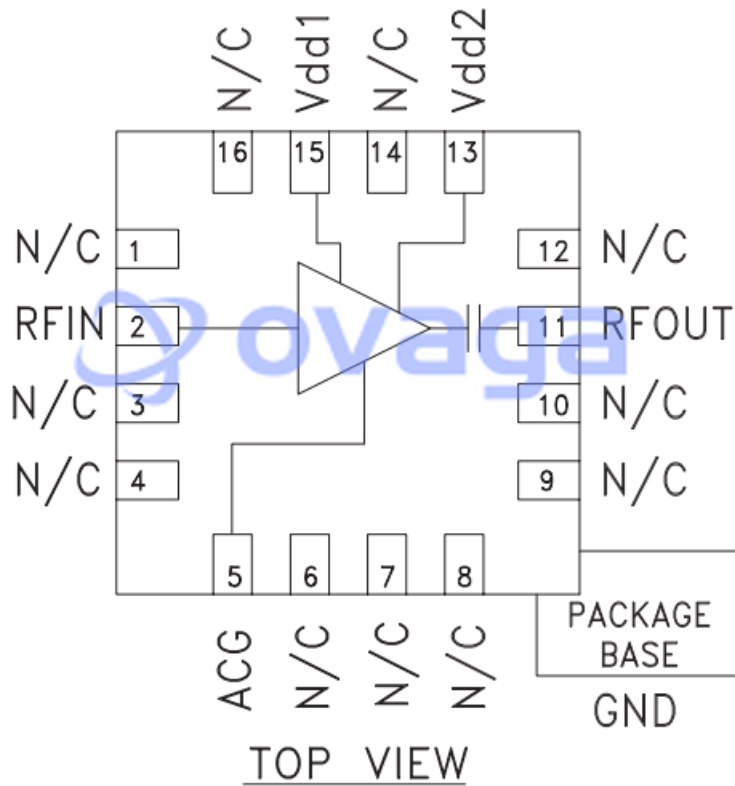 N/C Vdd1 N/C Vdd2
16 15 14 13
N/C 1 12 N/C
RFIN 2 11 RFOUT
ovaga
N/C 3 10 N/C
N/C 4 9 N/C
5 6 7 8
ACG N/C N/C N/C
PACKAGE
BASE
GND
TOP VIEW